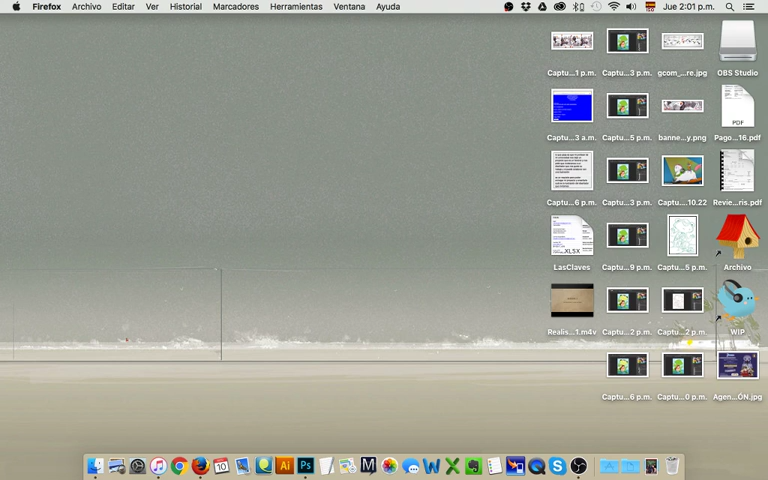 Firefox Archivo Editar Ver Historial Marcadores Herramientas Ventana Ayuda Jue 2:01 p.m.
Captu...1 p.m. Captu...3 p.m. gcom_...re.jpg OBS Studio
Captu...3 a.m. Captu...5 p.m. banne...y.png Pago...16.pdf
PDF
Captu...6 p.m. Captu...3 p.m. Captu....10.22 Revie...ris.pdf
XLSX
LasClaves Captu...9 p.m. Captu...5 p.m. Archivo
Realis...1.m4v Captu...2 p.m. Captu...2 p.m. WIP
Captu...6 p.m. Captu...0 p.m. Agen...ÓN.jpg
10 Ai Ps